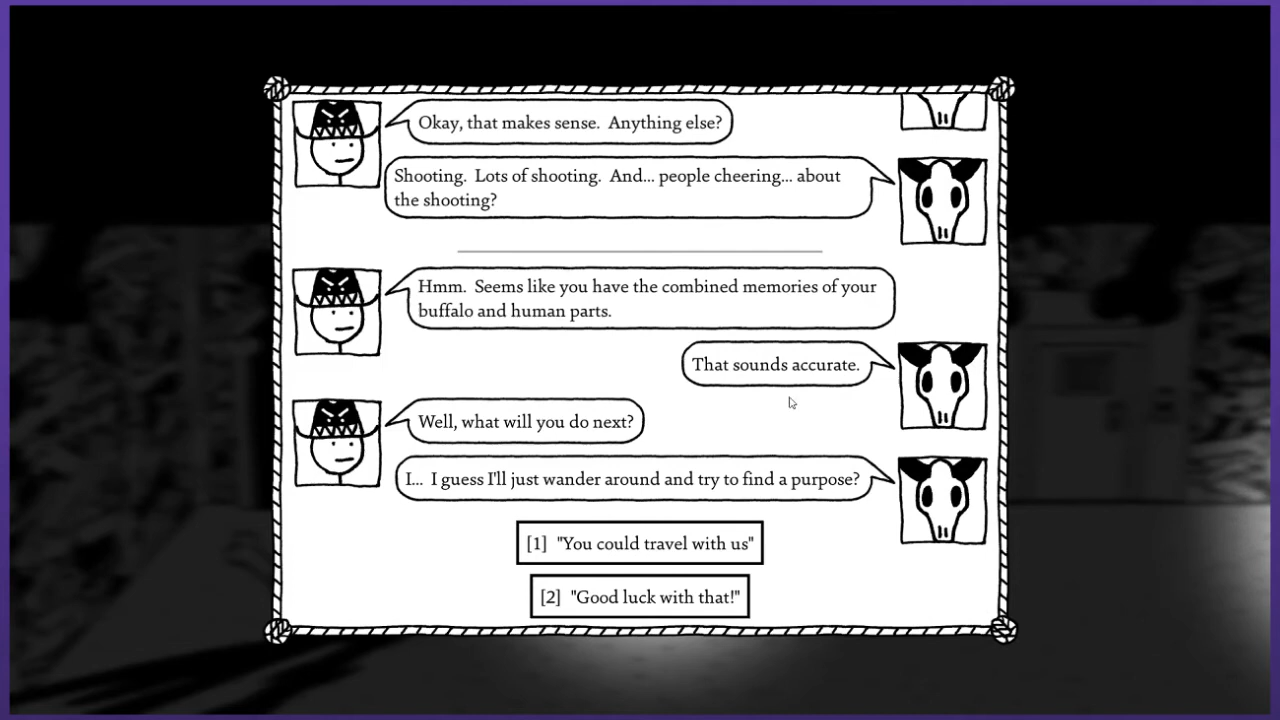 Okay, that makes sense.  Anything else?
Shooting.  Lots of shooting.  And... people cheering... about
the shooting?
Hmm.  Seems like you have the combined memories of your
buffalo and human parts.
That sounds accurate.
Well, what will you do next?
I...  I guess I'll just wander around and try to find a purpose?
[1]  "You could travel with us"
[2]  "Good luck with that!"